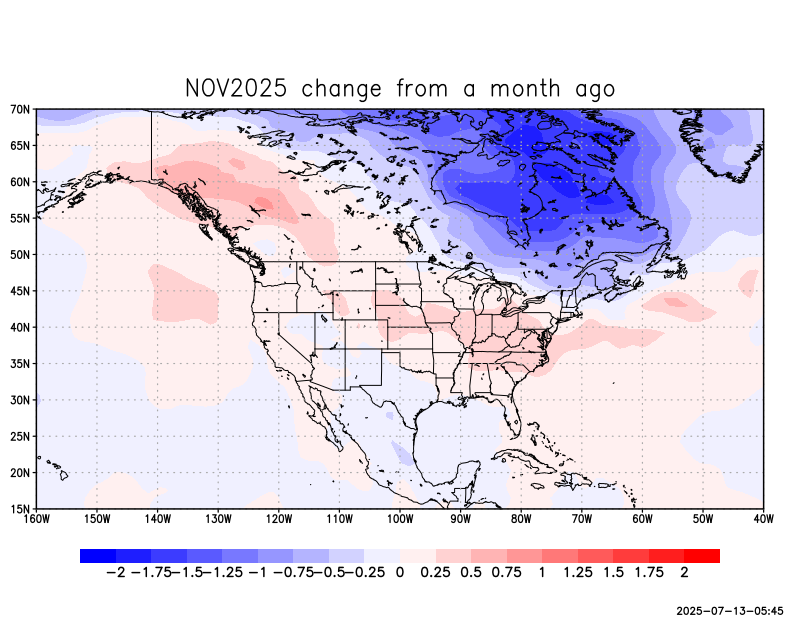 NOV2025 change from a month ago
70N
65N
60N
55N
50N
45N
40N
35N
30N
25N
20N
15N
160W 150W 140W 130W 120W 110W 100W 90W 80W 70W 60W 50W 40W
−2 −1.75 −1.5 −1.25 −1 −0.75 −0.5 −0.25 0 0.25 0.5 0.75 1 1.25 1.5 1.75 2
2025-07-13-05:45